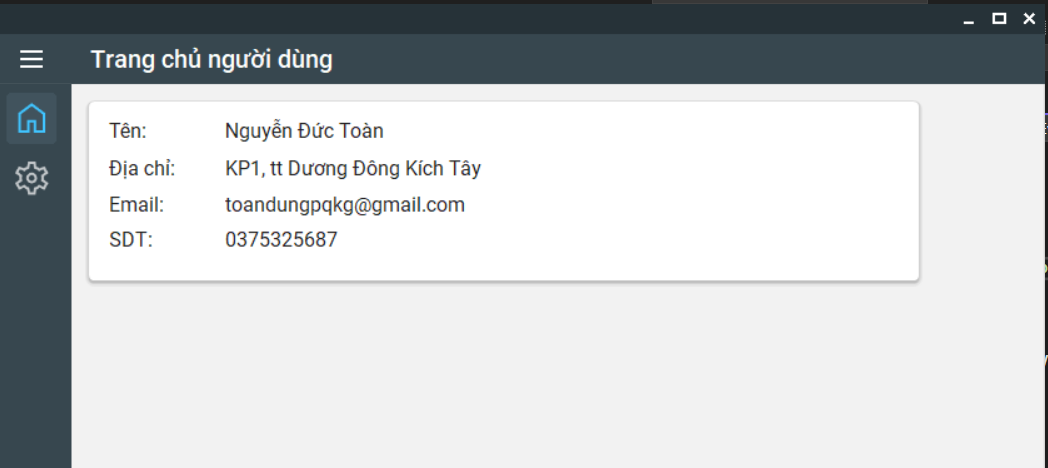 Trang chủ người dùng
Tên: Nguyễn Đức Toàn
Địa chỉ: KP1, tt Dương Đông Kích Tây
Email: toandungpqkg@gmail.com
SDT: 0375325687